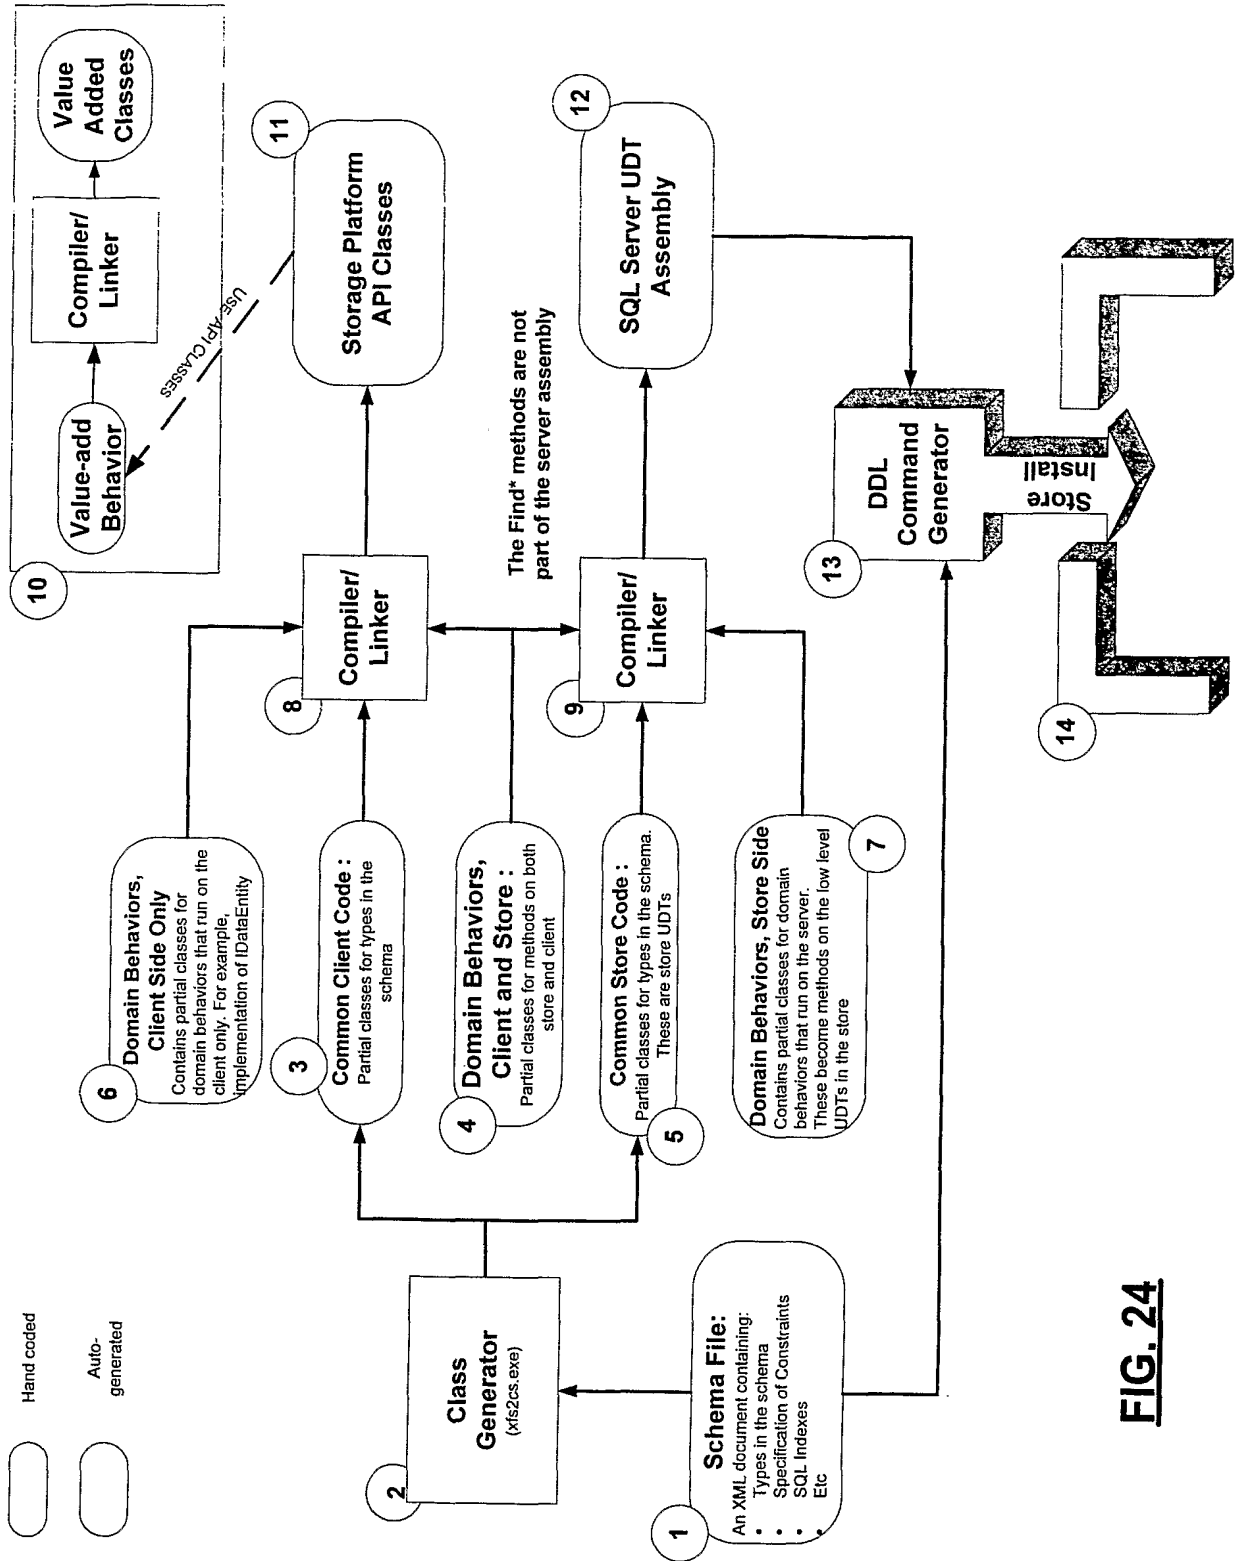 Hand coded
Auto-
generated
1
Schema File:
An XML document containing:
• Types in the schema
• Specification of Constraints
• SQL Indexes
• Etc
2
Class
Generator
(xfs2cs.exe)
6
Domain Behaviors,
Client Side Only
Contains partial classes for
domain behaviors that run on the
client only. For example,
implementation of IDataEntity
3
Common Client Code :
Partial classes for types in the
schema
4
Domain Behaviors,
Client and Store :
Partial classes for methods on both
store and client
5
Common Store Code :
Partial classes for types in the schema.
These are store UDTs
7
Domain Behaviors, Store Side
Contains partial classes for domain
behaviors that run on the server.
These become methods on the low level
UDTs in the store
8
Compiler/
Linker
9
Compiler/
Linker
The Find* methods are not
part of the server assembly
10
Value-add
Behavior
Compiler/
Linker
Value
Added
Classes
USE API CLASSES
11
Storage Platform
API Classes
12
SQL Server UDT
Assembly
13
DDL
Command
Generator
Store
Install
14
FIG. 24